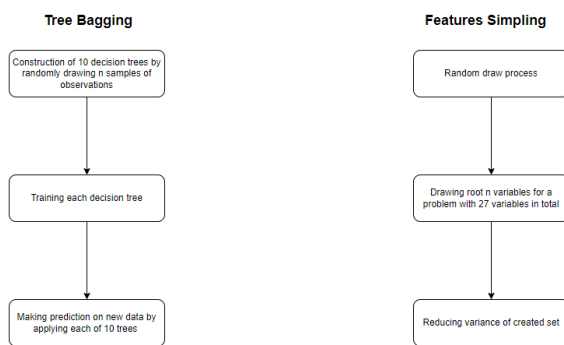 Tree Bagging
Construction of 10 decision trees by
randomly drawing n samples of
observations
Training each decision tree
Making prediction on new data by
applying each of 10 trees
Features Simpling
Random draw process
Drawing root n variables for a
problem with 27 variables in total
Reducing variance of created set